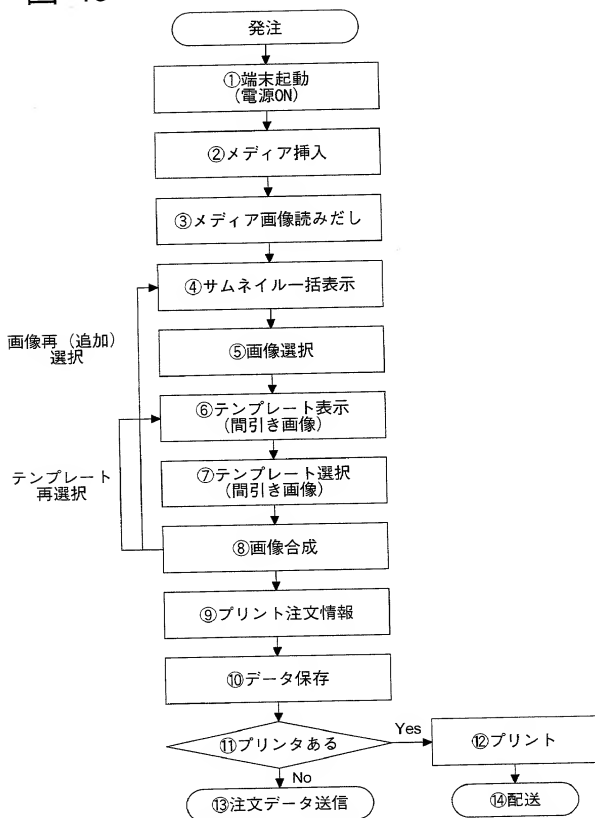 発注
①端末起動
(電源ON)
②メディア挿入
③メディア画像読みだし
④サムネイル一括表示
画像再（追加）
選択
⑤画像選択
⑥テンプレート表示
(間引き画像)
テンプレート
再選択
⑦テンプレート選択
(間引き画像)
⑧画像合成
⑨プリント注文情報
⑩データ保存
⑪プリンタある
Yes
⑫プリント
No
⑬注文データ送信
⑭配送